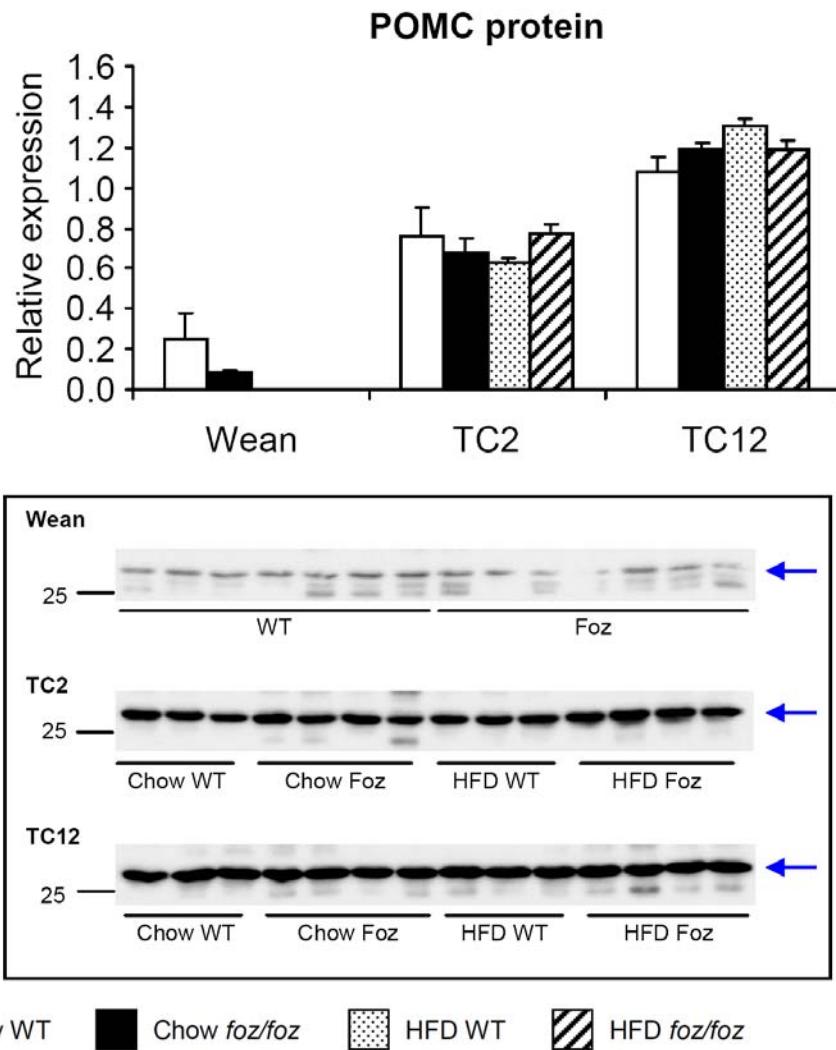 POMC protein
Relative expression
1.6
1.4
1.2
1.0
0.8
0.6
0.4
0.2
0.0
Wean TC2 TC12
Wean
25
WT Foz
TC2
25
Chow WT Chow Foz HFD WT HFD Foz
TC12
25
Chow WT Chow Foz HFD WT HFD Foz
WT Chow foz/foz HFD WT HFD foz/foz